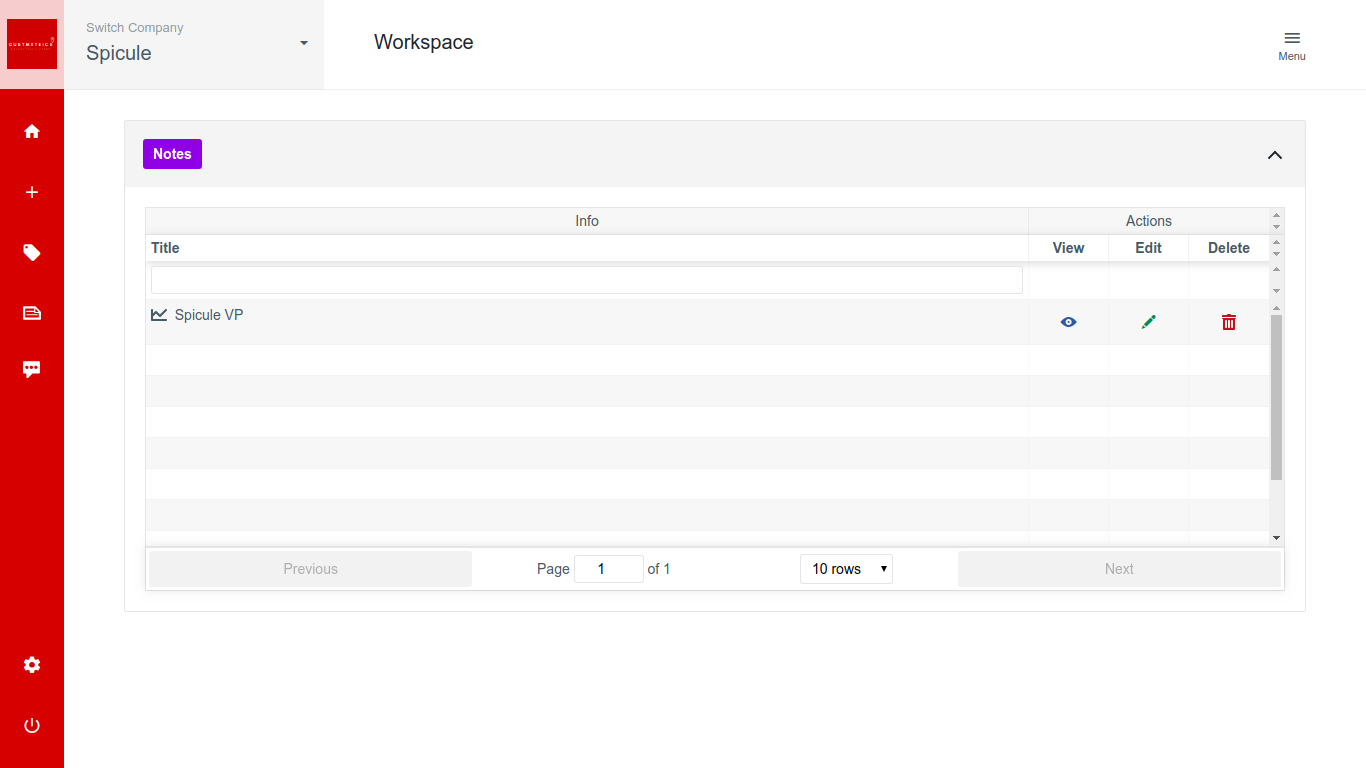 Switch Company
Spicule
Workspace
Menu
Notes
Info Actions
Title View Edit Delete
Spicule VP
Previous Page 1 of 1 10 rows Next